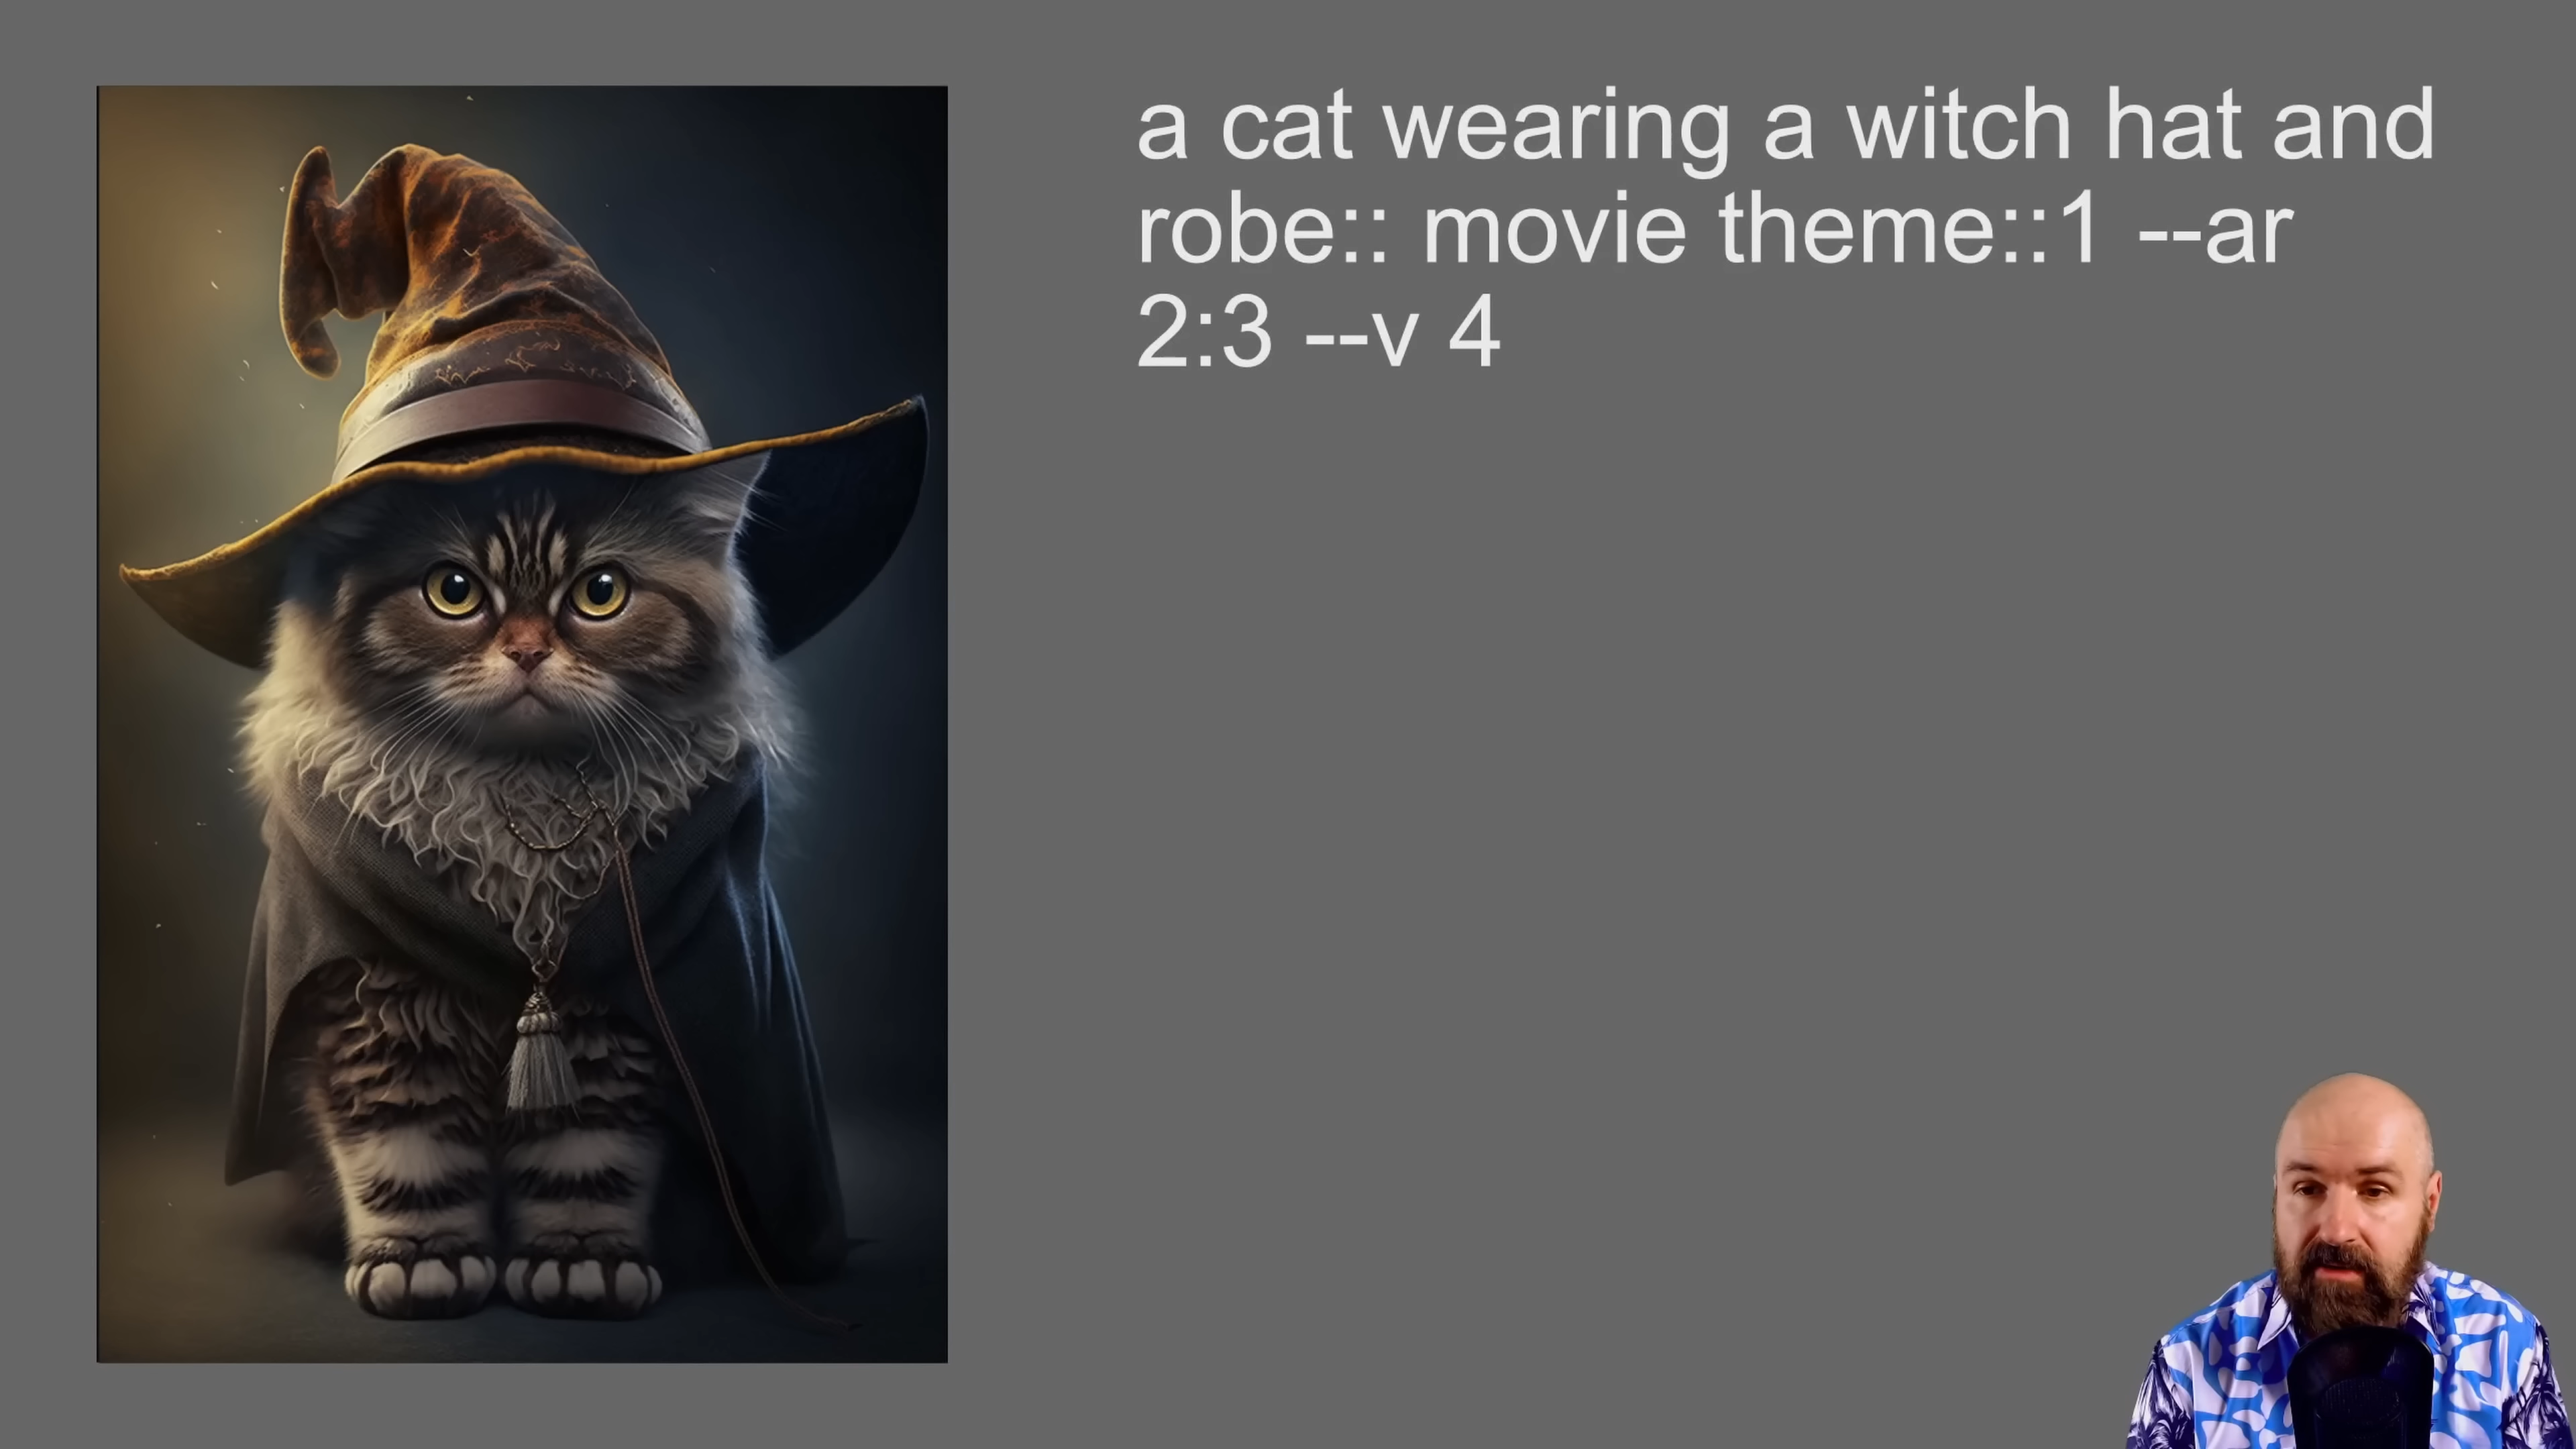 a cat wearing a witch hat and
robe:: movie theme::1 --ar
2:3 --v 4